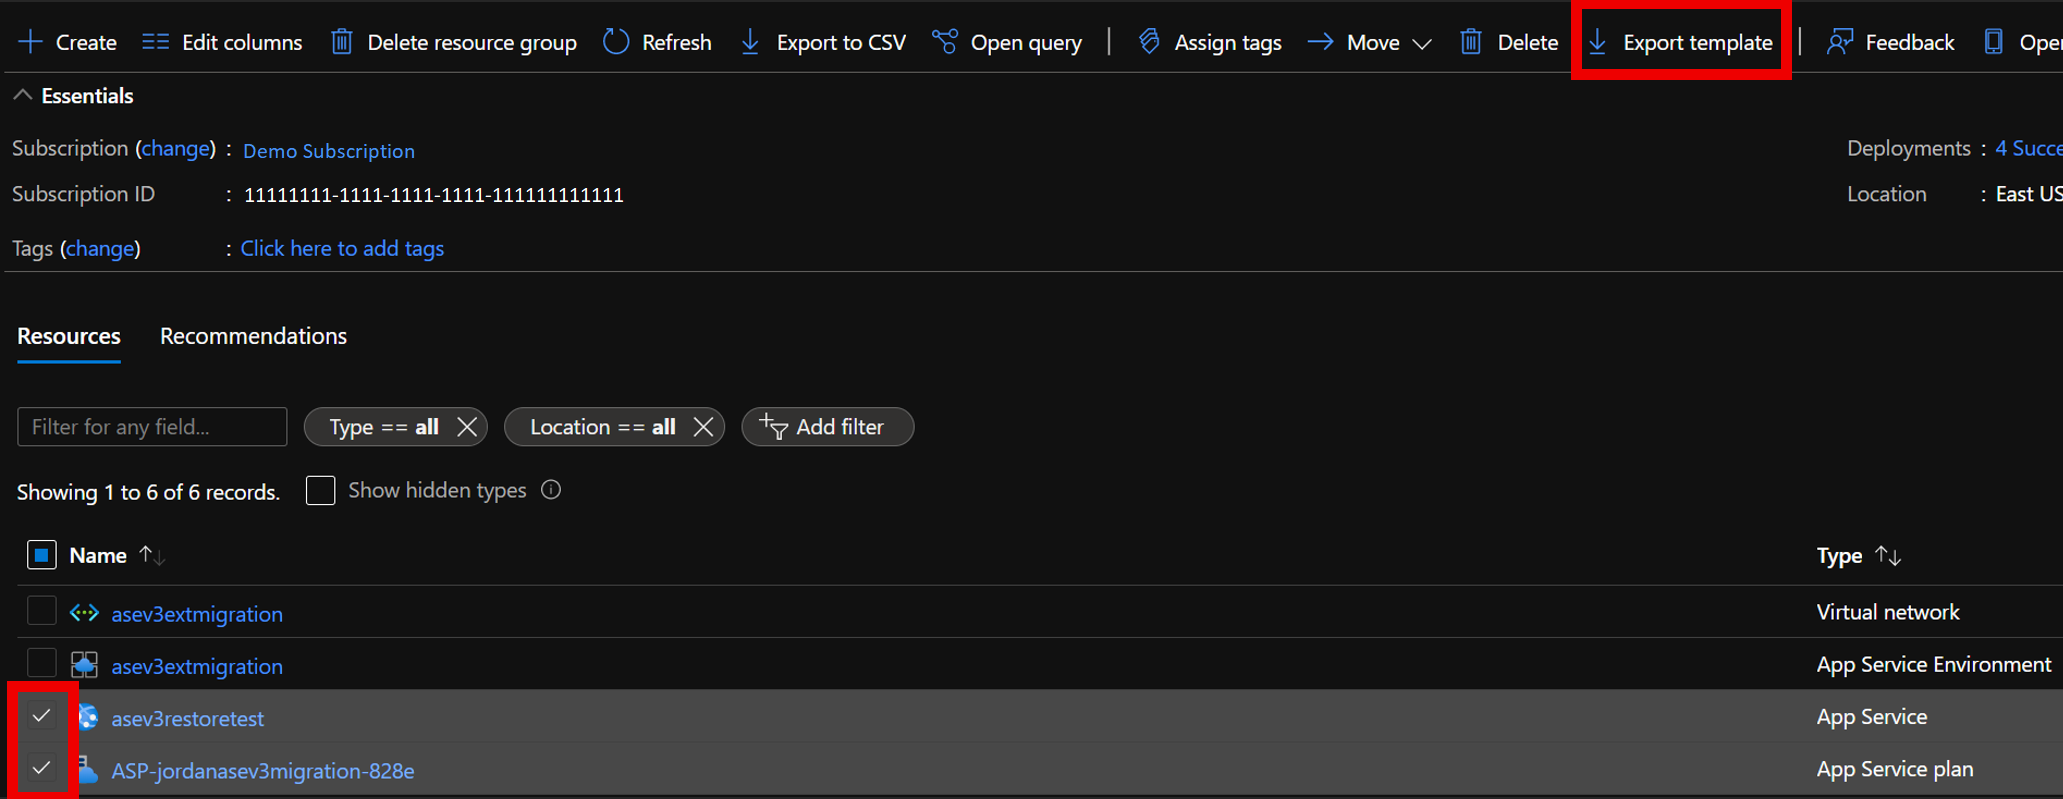 Create Edit columns Delete resource group Refresh Export to CSV Open query Assign tags Move Delete Export template Feedback
Essentials
Subscription (change) : Demo Subscription Deployments : 4
Subscription ID : 11111111-1111-1111-1111-111111111111 Location : East US
Tags (change) : Click here to add tags
Resources Recommendations
Filter for any field... Type == all Location == all Add filter
Showing 1 to 6 of 6 records. Show hidden types
Name Type
asev3extmigration Virtual network
asev3extmigration App Service Environment
asev3restoretest App Service
ASP-jordanasev3migration-828e App Service plan